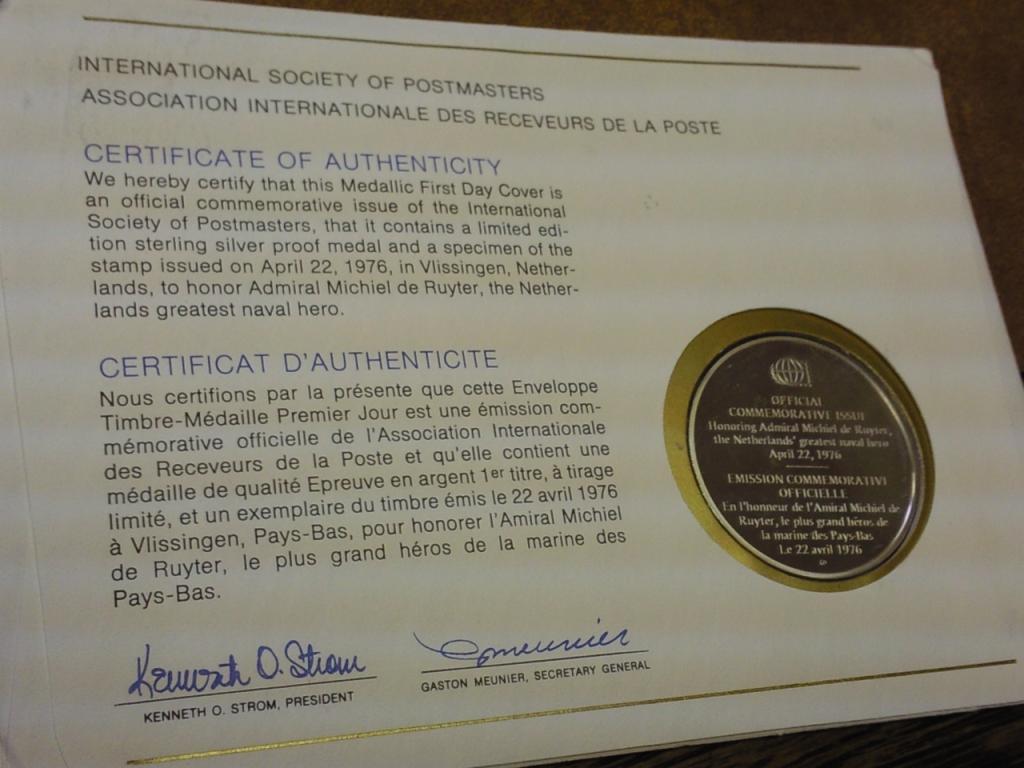 INTERNATIONAL SOCIETY OF POSTMASTERS
ASSOCIATION INTERNATIONALE DES RECEVEURS DE LA POSTE
CERTIFICATE OF AUTHENTICITY
We hereby certify that this Medallic First Day Cover is
an official commemorative issue of the International
Society of Postmasters, that it contains a limited edi-
tion sterling silver proof medal and a specimen of the
stamp issued on April 22, 1976, in Vlissingen, Nether-
lands, to honor Admiral Michiel de Ruyter, the Nether-
lands greatest naval hero.
CERTIFICAT D'AUTHENTICITE
Nous certifions par la présente que cette Enveloppe
Timbre-Médaille Premier Jour est une émission com-
mémorative officielle de l'Association Internationale
des Receveurs de la Poste et qu'elle contient une
médaille de qualité Epreuve en argent 1er titre, à tirage
limité, et un exemplaire du timbre émis le 22 avril 1976
à Vlissingen, Pays-Bas, pour honorer l'Amiral Michiel
de Ruyter, le plus grand héros de la marine des
Pays-Bas.
Kenneth O. Strom
KENNETH O. STROM, PRESIDENT
Gmeunier
GASTON MEUNIER, SECRETARY GENERAL
OFFICIAL
COMMEMORATIVE ISSUE
Honoring Admiral Michiel de Ruyter,
the Netherlands' greatest naval hero
April 22, 1976
EMISSION COMMEMORATIVE
OFFICIELLE
En l'honneur de l'Amiral Michiel de
Ruyter, le plus grand héros de
la marine des Pays-Bas
Le 22 avril 1976